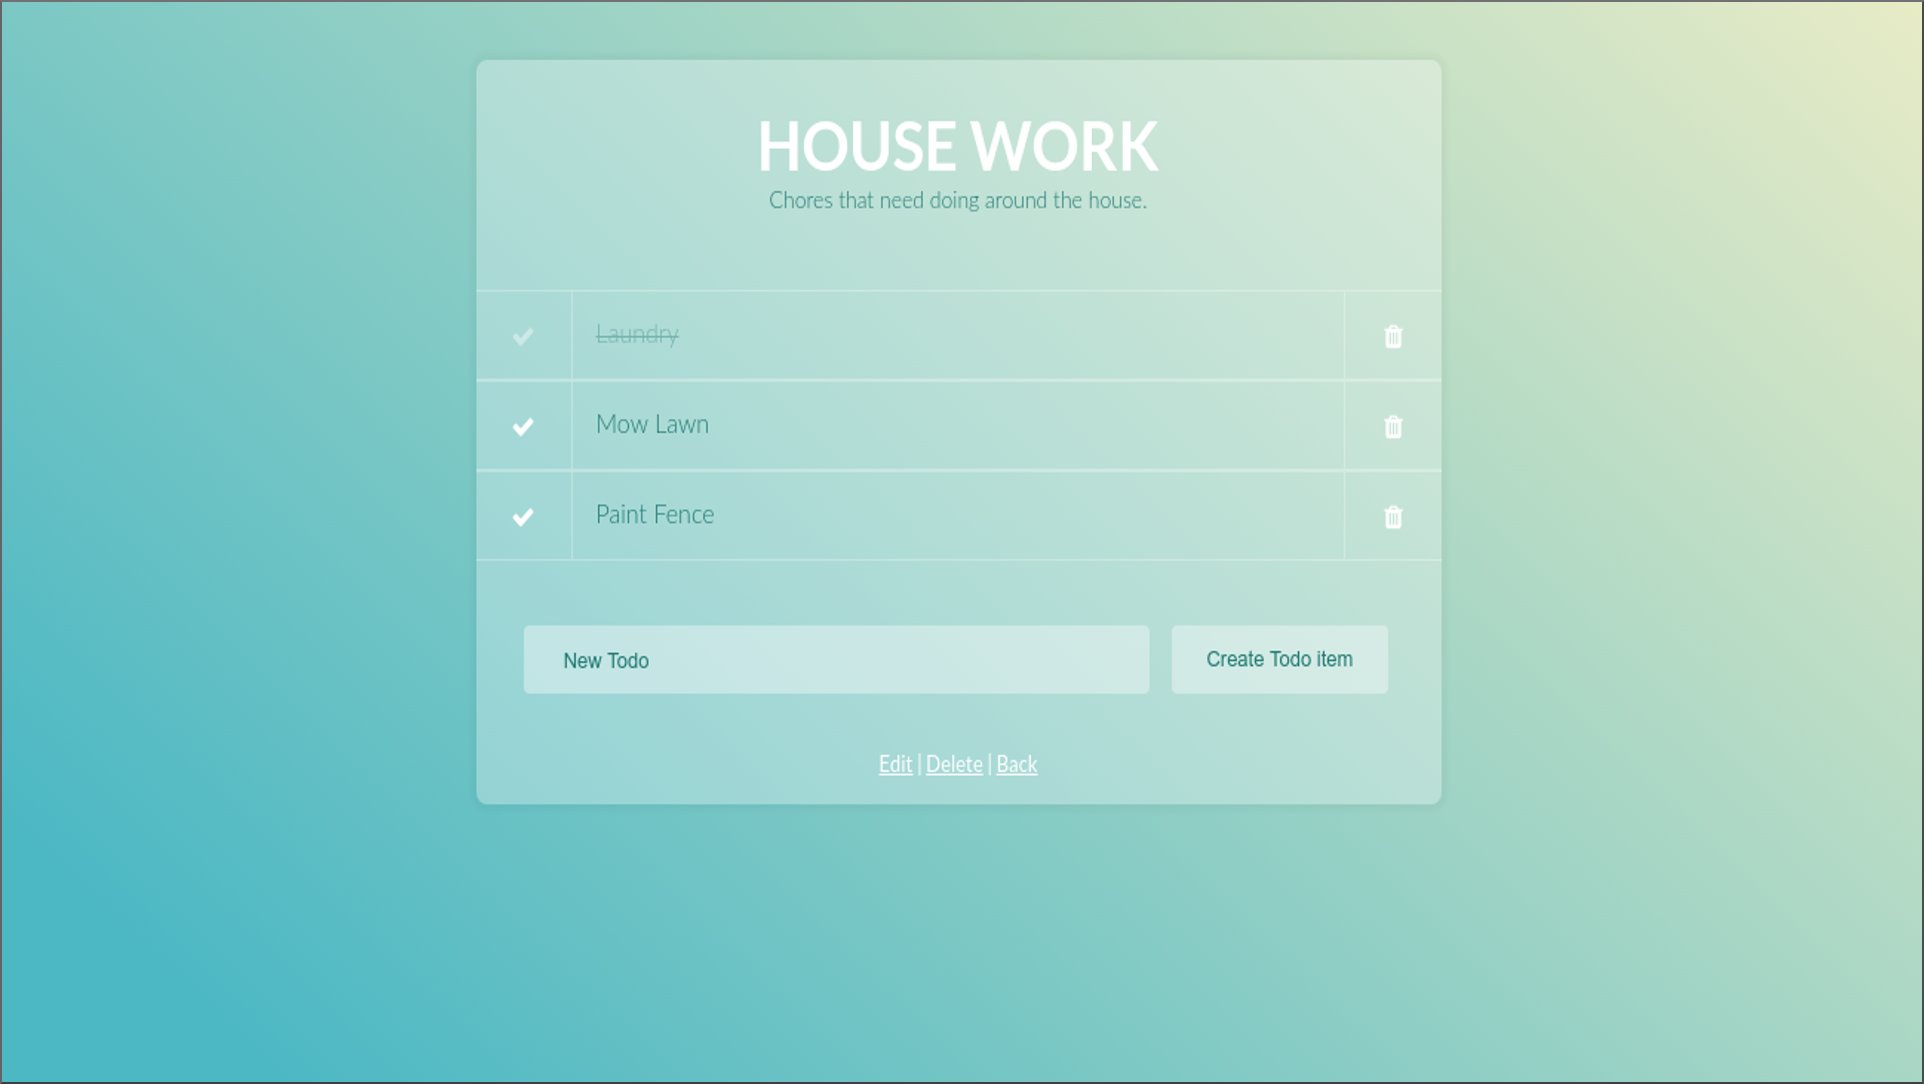 HOUSE WORK
Chores that need doing around the house.
Laundry
Mow Lawn
Paint Fence
New Todo
Create Todo item
Edit | Delete | Back